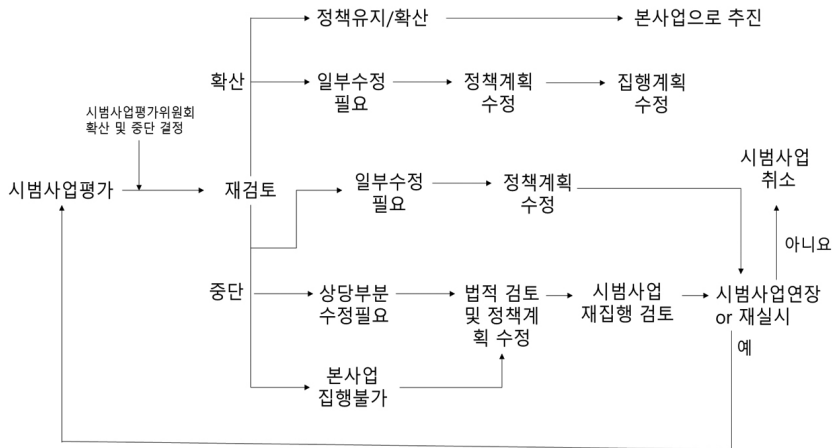 정책유지/확산
본사업으로 추진
확산
일부수정
필요
정책계획
수정
집행계획
수정
시범사업평가위원회
확산 및 중단 결정
시범사업평가
재검토
일부수정
필요
정책계획
수정
시범사업
취소
아니요
중단
상당부분
수정필요
법적 검토
및 정책계
획 수정
시범사업
재집행 검토
시범사업연장
or 재실시
예
본사업
집행불가